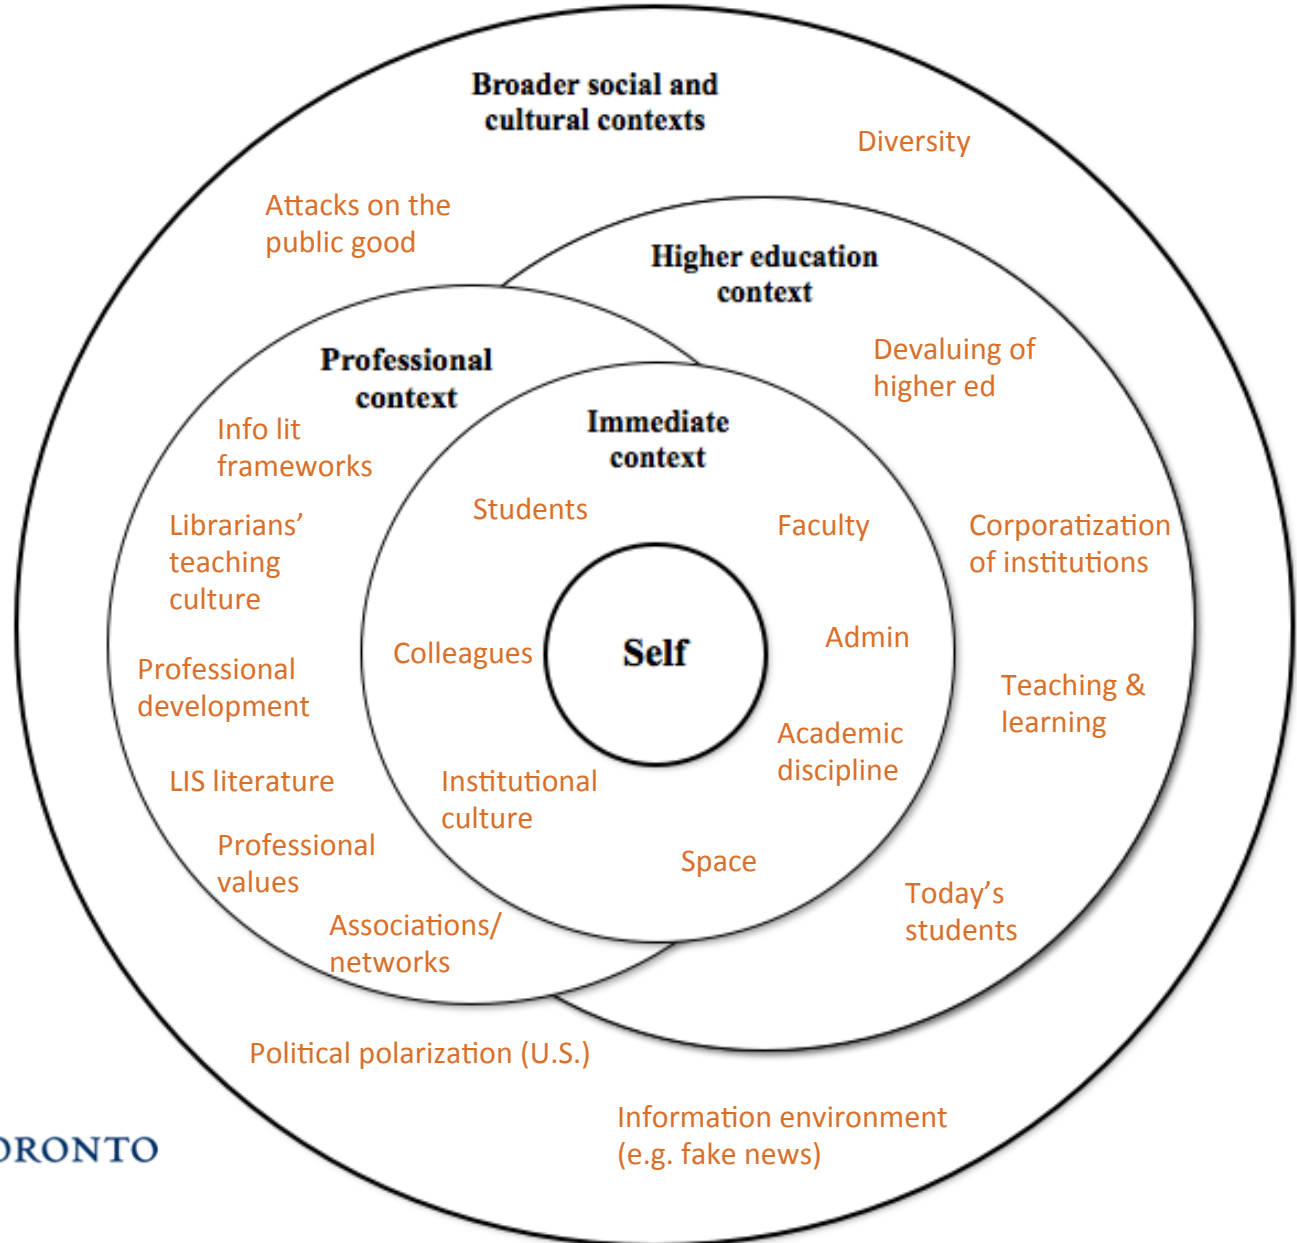 Broader social and
cultural contexts
Diversity
Attacks on the
public good
Higher education
context
Professional
context
Devaluing of
higher ed
Info lit
frameworks
Immediate
context
Students
Faculty
Librarians’
teaching
culture
Corporatization
of institutions
Colleagues
Self
Admin
Professional
development
Teaching &
learning
Academic
discipline
LIS literature
Institutional
culture
Professional
values
Space
Today’s
students
Associations/
networks
Political polarization (U.S.)
Information environment
(e.g. fake news)
ORONTO